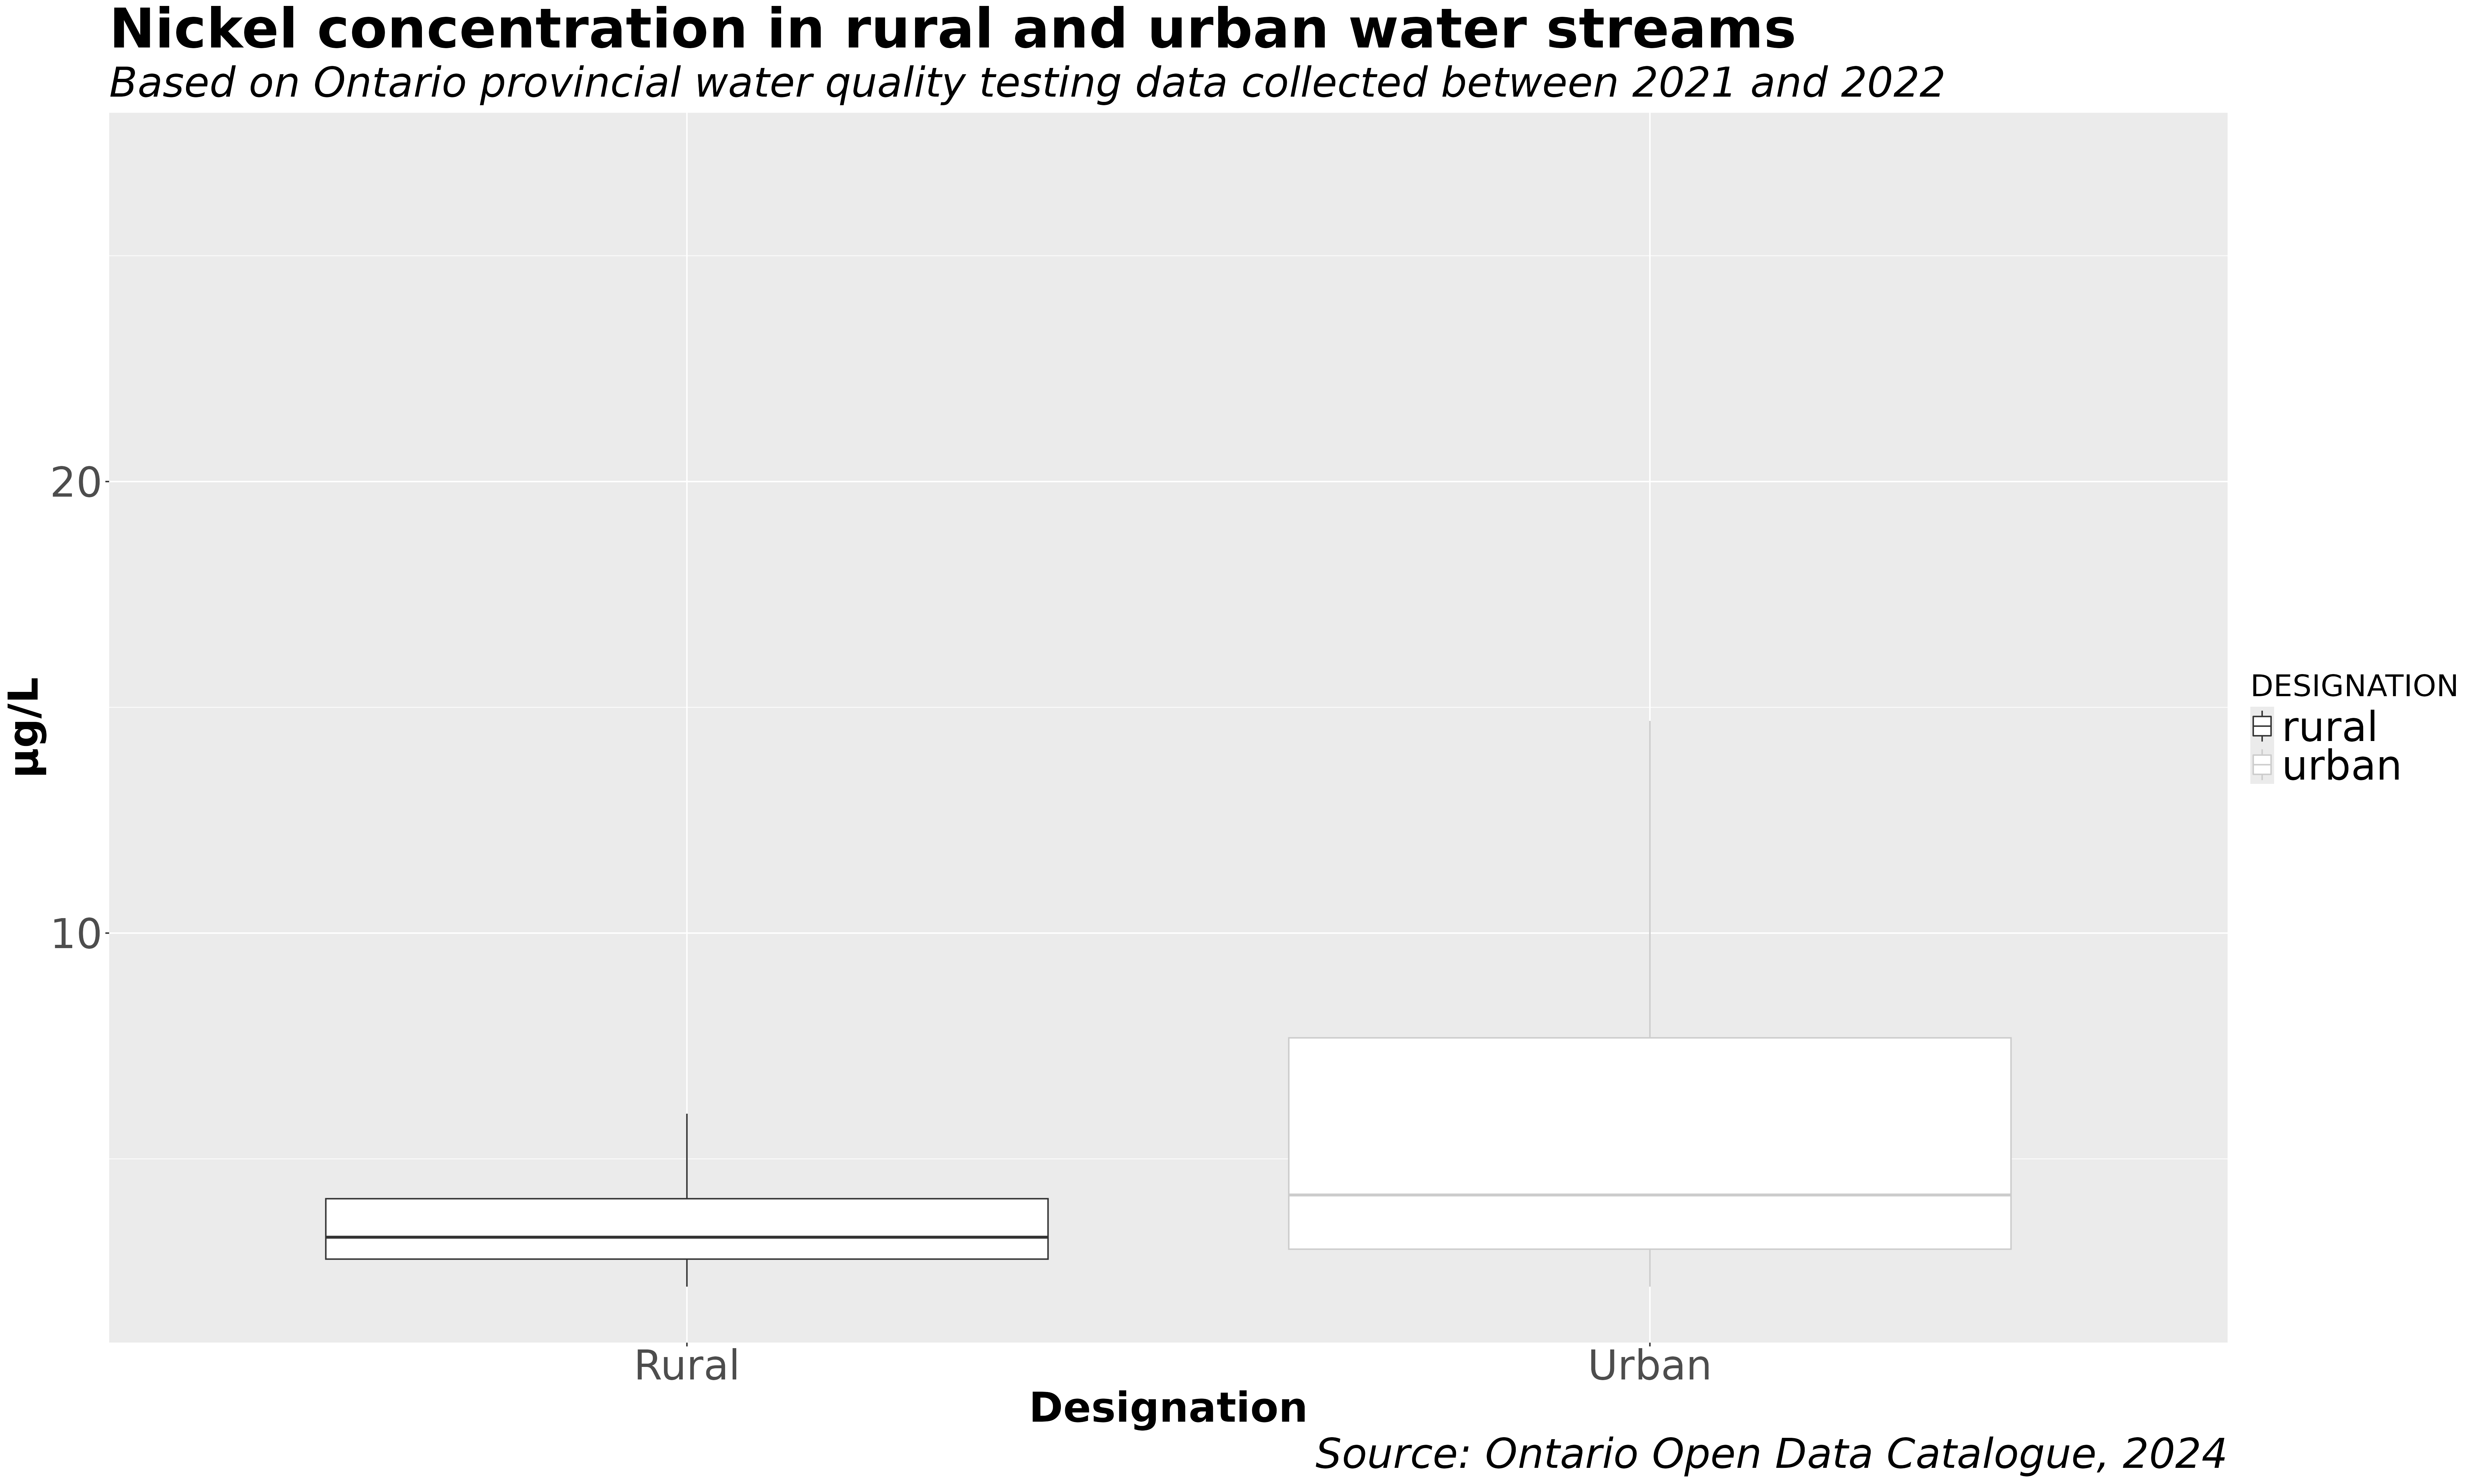 Nickel concentration in rural and urban water streams
Based on Ontario provincial water quality testing data collected between 2021 and 2022
20
10
µg/L
DESIGNATION
rural
urban
Rural
Urban
Designation
Source: Ontario Open Data Catalogue, 2024